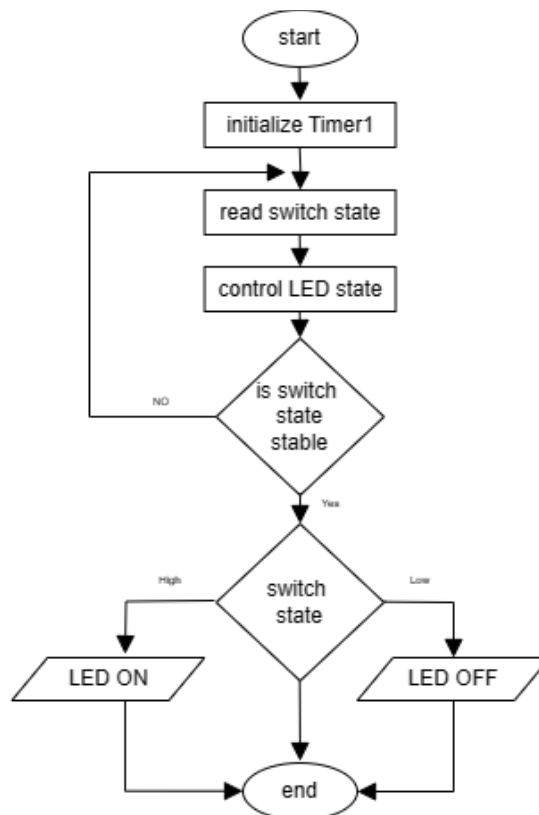 start
initialize Timer1
read switch state
control LED state
is switch
state
stable
NO
Yes
switch
state
High
Low
LED ON
LED OFF
end